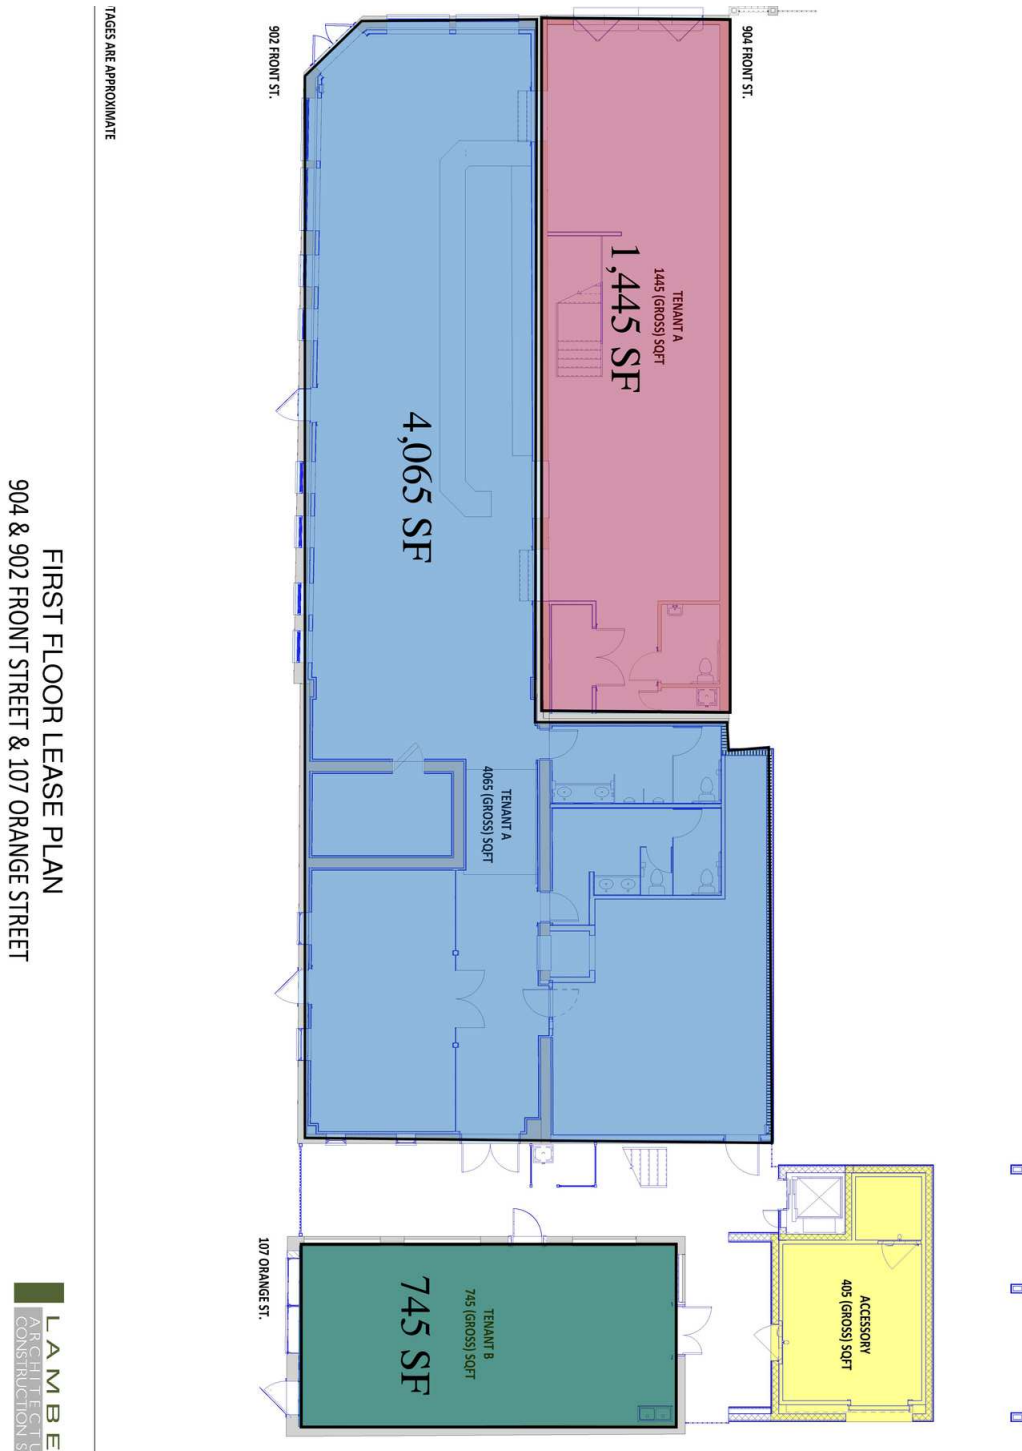 904 FRONT ST.
TENANT A
1445 (GROSS) SQFT
1,445 SF
902 FRONT ST.
4,065 SF
TENANT A
4065 (GROSS) SQFT
ACCESSORY
405 (GROSS) SQFT
TENANT B
745 (GROSS) SQFT
745 SF
107 ORANGE ST.
TAGES ARE APPROXIMATE
FIRST FLOOR LEASE PLAN
904 & 902 FRONT STREET & 107 ORANGE STREET
LAMBE
ARCHITECTU
CONSTRUCTION S